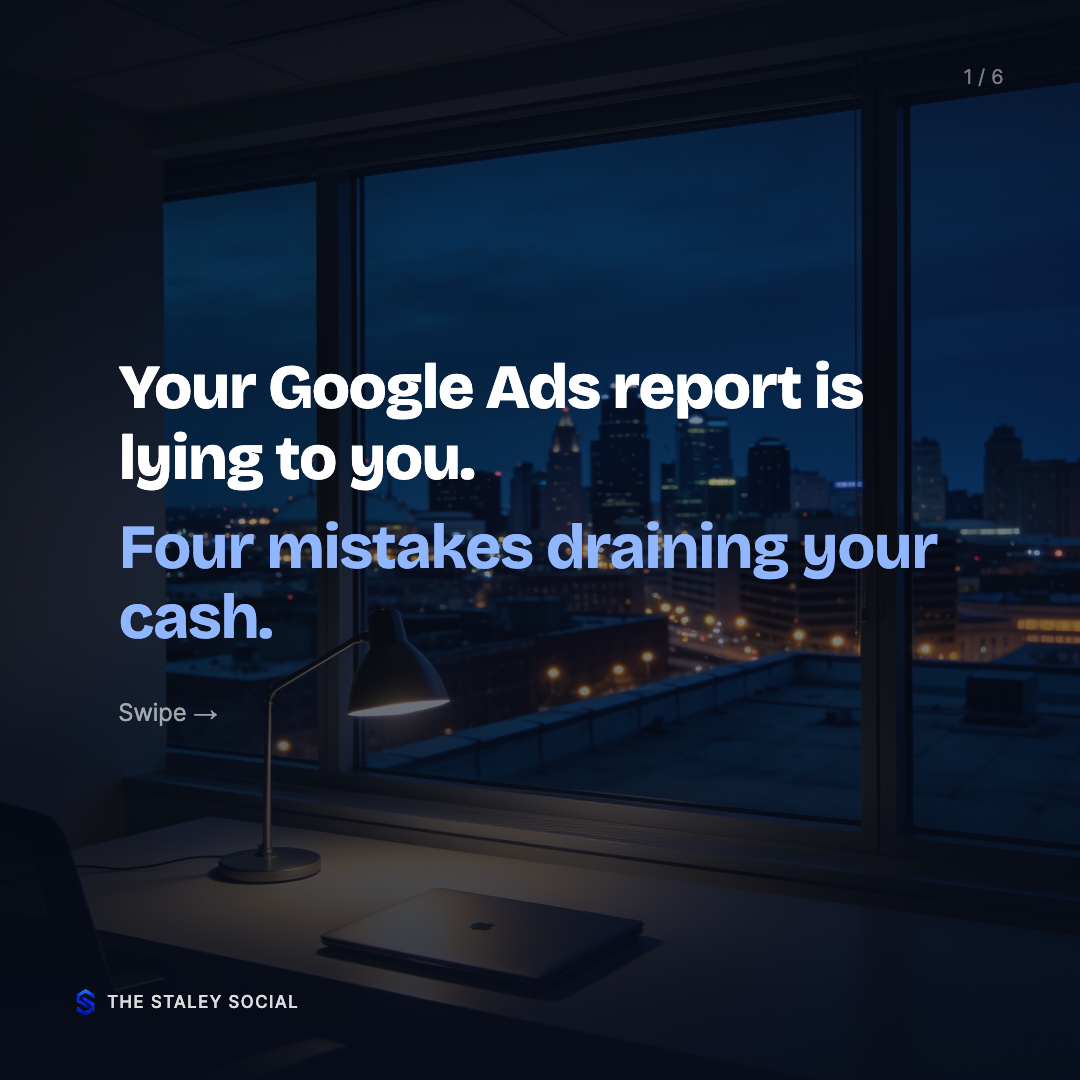 1 / 6
Your Google Ads report is
lying to you.
Four mistakes draining your
cash.
Swipe →
THE STALEY SOCIAL